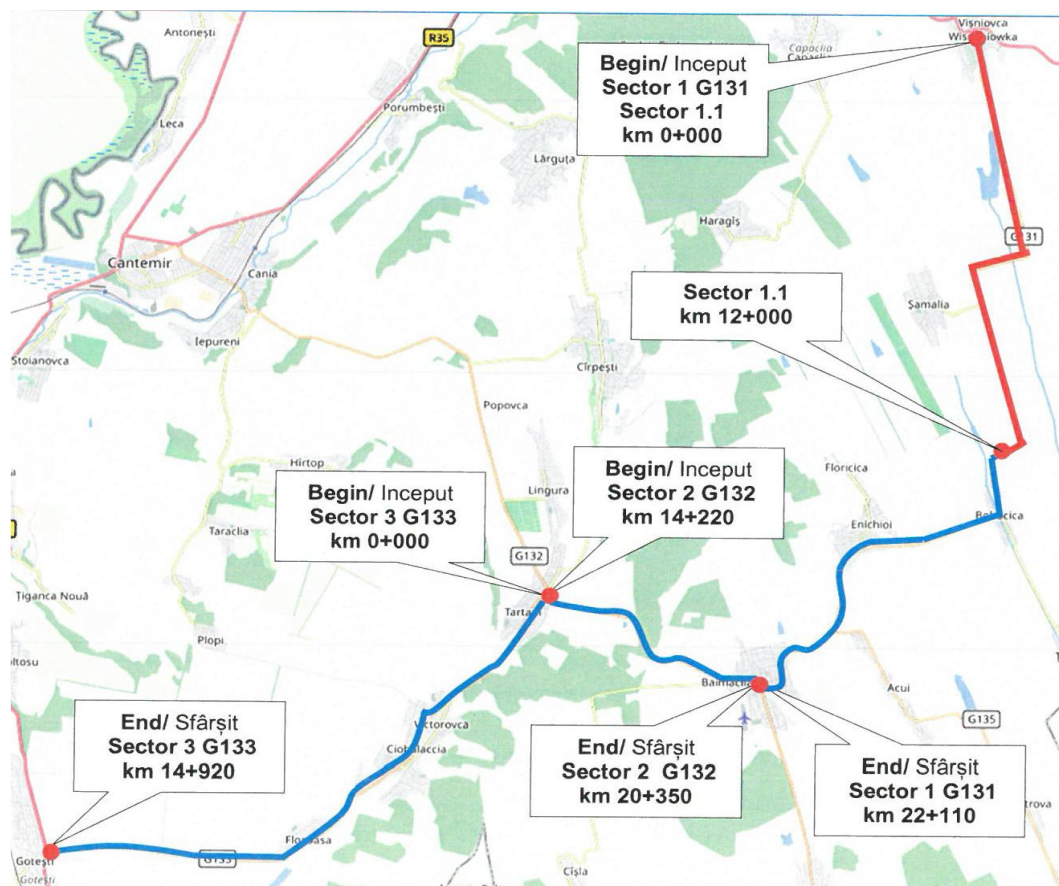 Antonești
R35
Vișniovca
Capaclia
Begin/ Inceput
Sector 1 G131
Sector 1.1
km 0+000
Leca
Porumbești
Lărguța
Haragîș
G131
Cantemir
Cania
Sector 1.1
km 12+000
Șamalia
Iepureni
Stoianovca
Cîrpești
Popovca
Hîrtop
Begin/ Inceput
Sector 3 G133
km 0+000
Begin/ Inceput
Sector 2 G132
km 14+220
Lingura
Floricica
Enichioi
Taraclia
G132
Țiganca Nouă
Plopi
Baimaclia
Acui
G135
End/ Sfârșit
Sector 3 G133
km 14+920
Victorovca
End/ Sfârșit
Sector 2 G132
km 20+350
End/ Sfârșit
Sector 1 G131
km 22+110
Gotești
G133
Gotești
Cîșla